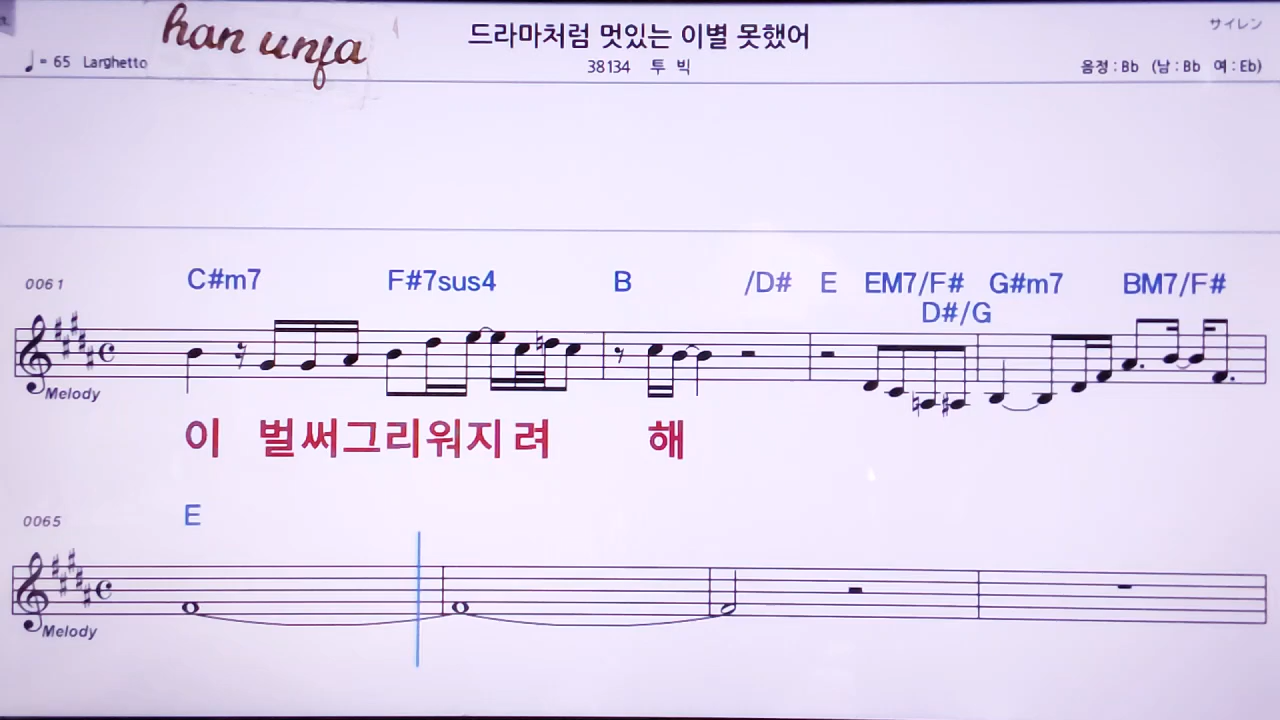 han unfa
드라마처럼 멋있는 이별 못했어
サイレン
♩= 65 Larghetto
38134 투 빅
음정 : Bb (남 : Bb 여 : Eb)
0061
C#m7 F#7sus4 B /D# E EM7/F# G#m7 BM7/F#
D#/G
Melody
이 벌써그리워지 려 해
0065
E
Melody